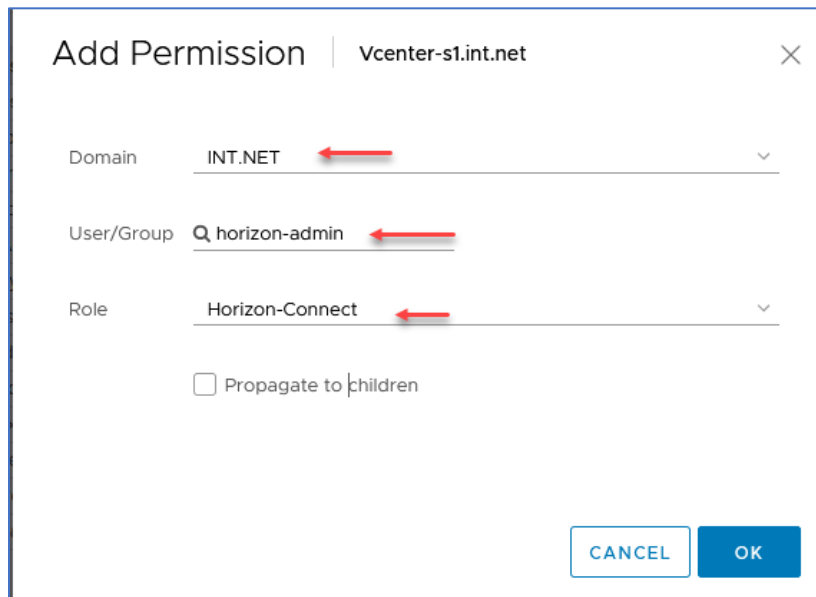 Add Permission Vcenter-s1.int.net
Domain INT.NET
User/Group horizon-admin
Role Horizon-Connect
Propagate to children
CANCEL OK